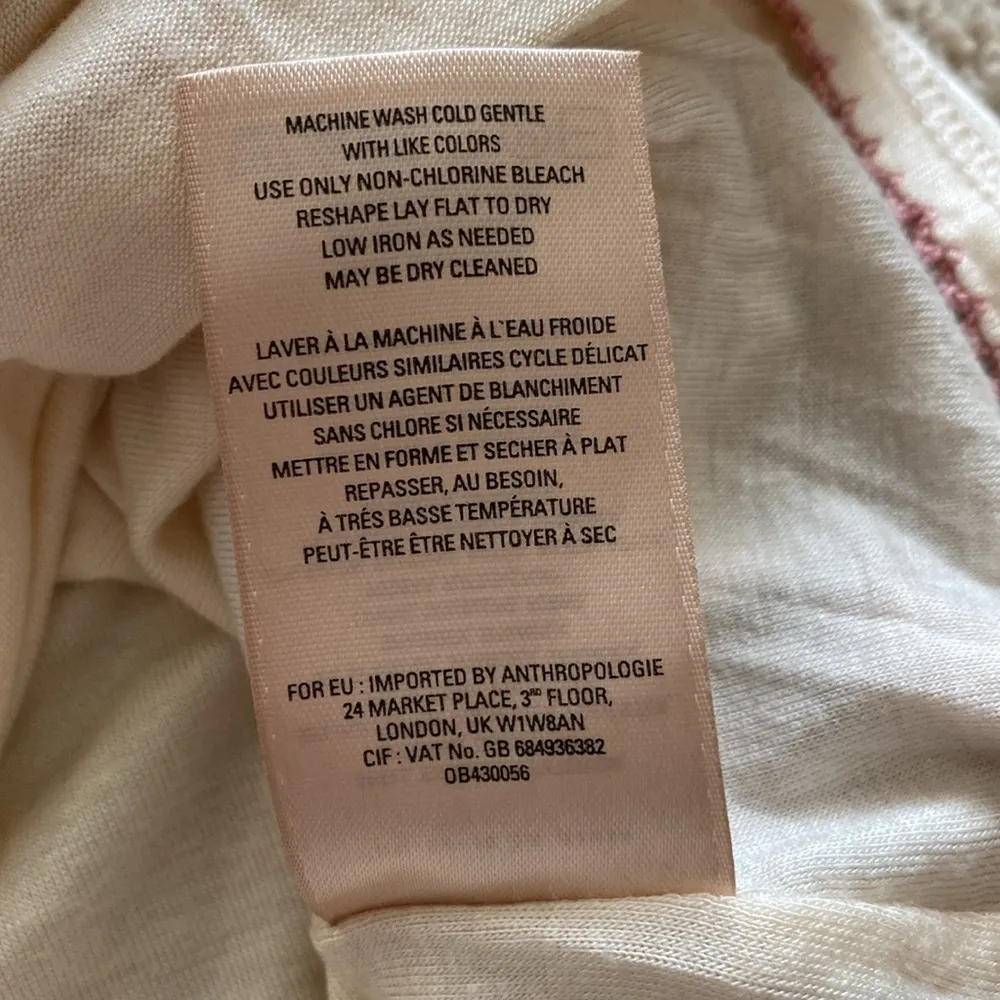 MACHINE WASH COLD GENTLE
WITH LIKE COLORS
USE ONLY NON-CHLORINE BLEACH
RESHAPE LAY FLAT TO DRY
LOW IRON AS NEEDED
MAY BE DRY CLEANED
LAVER À LA MACHINE À L`EAU FROIDE
AVEC COULEURS SIMILAIRES CYCLE DÉLICAT
UTILISER UN AGENT DE BLANCHIMENT
SANS CHLORE SI NÉCESSAIRE
METTRE EN FORME ET SECHER À PLAT
REPASSER, AU BESOIN,
À TRÉS BASSE TEMPÉRATURE
PEUT-ÊTRE ÊTRE NETTOYER À SEC
FOR EU : IMPORTED BY ANTHROPOLOGIE
24 MARKET PLACE, 3RD FLOOR,
LONDON, UK W1W8AN
CIF : VAT No. GB 684936382
OB430056